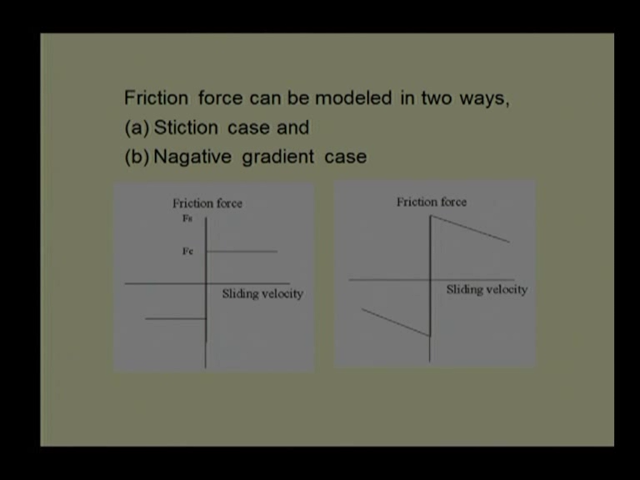 Friction force can be modeled in two ways,
(a) Stiction case and
(b) Nagative gradient case
Friction force
Fs
Fc
Sliding velocity
Friction force
Sliding velocity